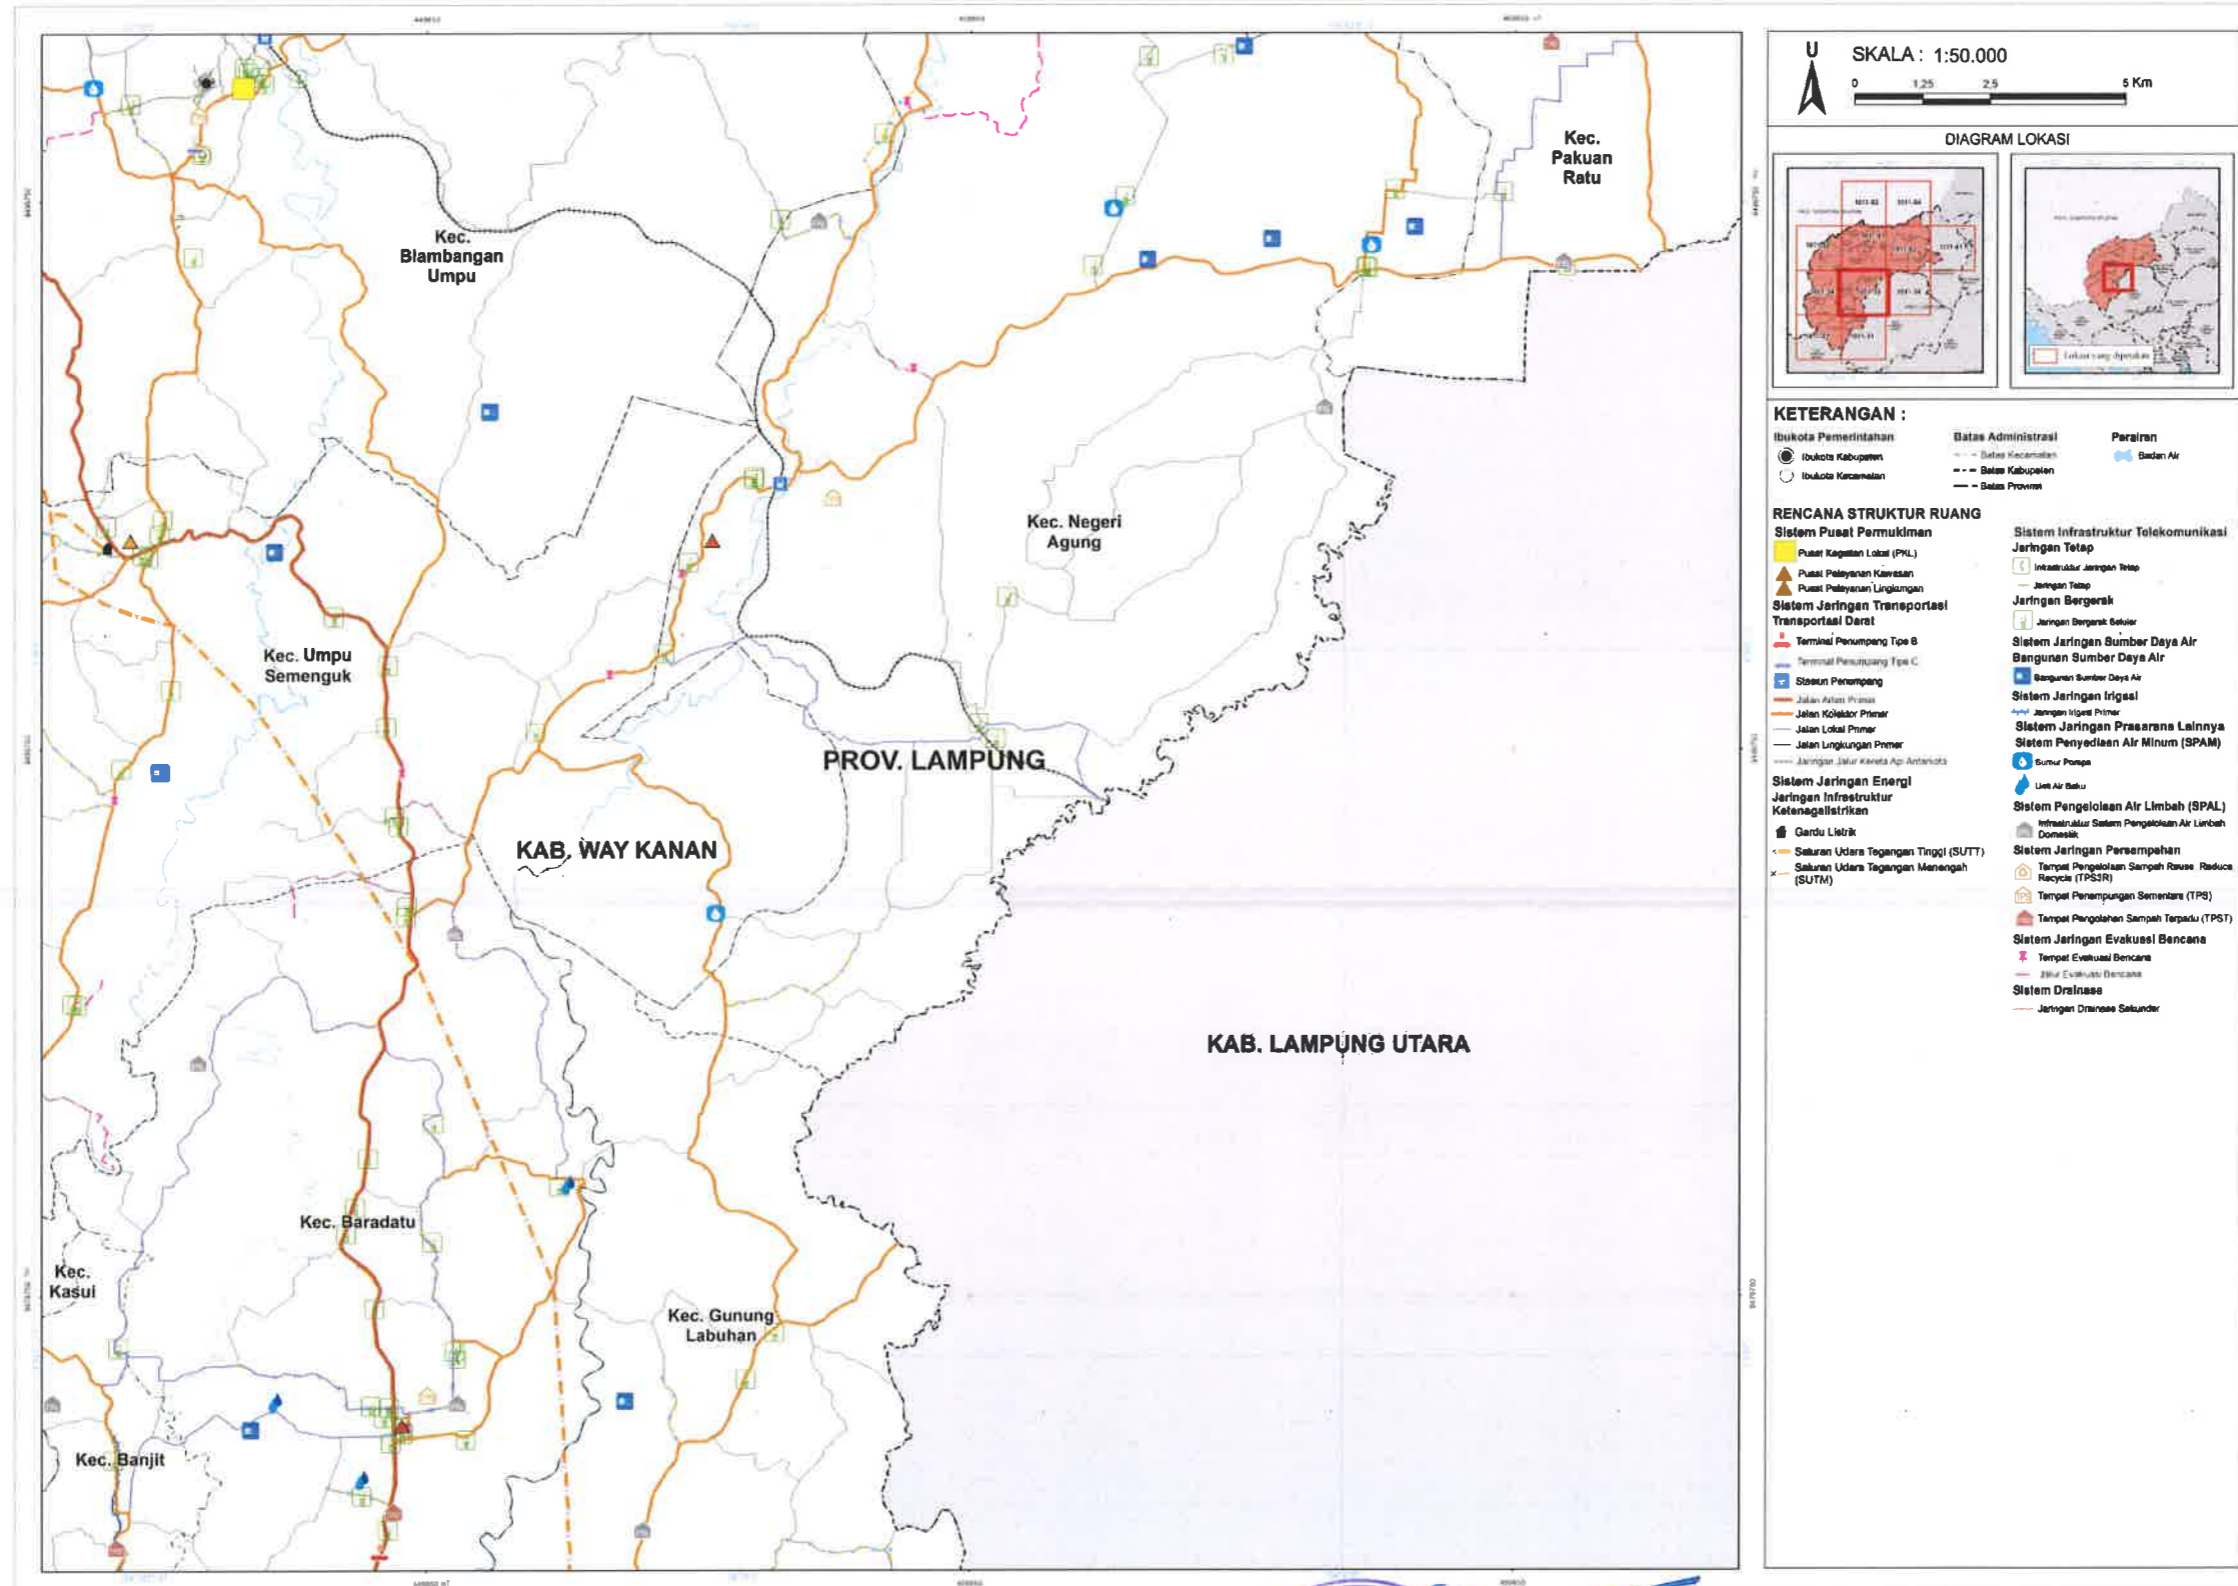 Kec.
Pakuan
Ratu
Kec.
Blambangan
Umpu
Kec. Negeri
Agung
Kec. Umpu
Semenguk
PROV. LAMPUNG
KAB. WAY KANAN
KAB. LAMPUNG UTARA
Kec. Baradatu
Kec.
Kasui
Kec. Gunung
Labuhan
Kec. Banjit
U
SKALA : 1:50.000
0 1,25 2,5 5 Km
DIAGRAM LOKASI
Lokasi yang dipetakan
KETERANGAN :
Ibukota Pemerintahan
Ibukota Kabupaten
Ibukota Kecamatan
Batas Administrasi
Batas Kecamatan
Batas Kabupaten
Batas Provinsi
Perairan
Badan Air
RENCANA STRUKTUR RUANG
Sistem Pusat Permukiman
Pusat Kegiatan Lokal (PKL)
Pusat Pelayanan Kawasan
Pusat Pelayanan Lingkungan
Sistem Jaringan Transportasi
Transportasi Darat
Terminal Penumpang Tipe B
Terminal Penumpang Tipe C
Stasiun Penumpang
Jalan Arteri Primer
Jalan Kolektor Primer
Jalan Lokal Primer
Jalan Lingkungan Primer
Jaringan Jalur Kereta Api Antarkota
Sistem Jaringan Energi
Jaringan Infrastruktur
Ketenagalistrikan
Gardu Listrik
Saluran Udara Tegangan Tinggi (SUTT)
Saluran Udara Tegangan Menengah
(SUTM)
Sistem Infrastruktur Telekomunikasi
Jaringan Tetap
Infrastruktur Jaringan Tetap
Jaringan Tetap
Jaringan Bergerak
Jaringan Bergerak Seluler
Sistem Jaringan Sumber Daya Air
Bangunan Sumber Daya Air
Bangunan Sumber Daya Air
Sistem Jaringan Irigasi
Jaringan Irigasi Primer
Sistem Jaringan Prasarana Lainnya
Sistem Penyediaan Air Minum (SPAM)
Sumur Pompa
Unit Air Baku
Sistem Pengelolaan Air Limbah (SPAL)
Infrastruktur Sistem Pengelolaan Air Limbah
Domestik
Sistem Jaringan Persampahan
Tempat Pengelolaan Sampah Reuse, Reduce
Recycle (TPS3R)
Tempat Penampungan Sementara (TPS)
Tempat Pengolahan Sampah Terpadu (TPST)
Sistem Jaringan Evakuasi Bencana
Tempat Evakuasi Bencana
Jalur Evakuasi Bencana
Sistem Drainase
Jaringan Drainase Sekunder